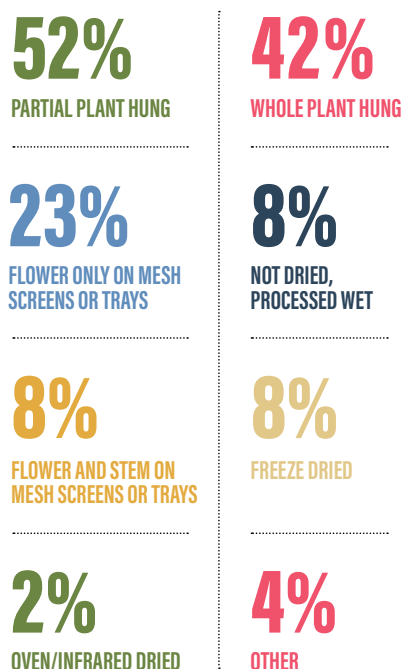 52%
PARTIAL PLANT HUNG
42%
WHOLE PLANT HUNG
23%
FLOWER ONLY ON MESH
SCREENS OR TRAYS
8%
NOT DRIED,
PROCESSED WET
8%
FLOWER AND STEM ON
MESH SCREENS OR TRAYS
8%
FREEZE DRIED
2%
OVEN/INFRARED DRIED
4%
OTHER